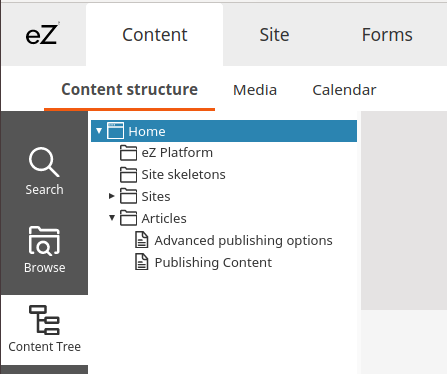 eZ
Content Site Forms
Content structure Media Calendar
Home
eZ Platform
Site skeletons
Search
Sites
Articles
Advanced publishing options
Browse
Publishing Content
Content Tree